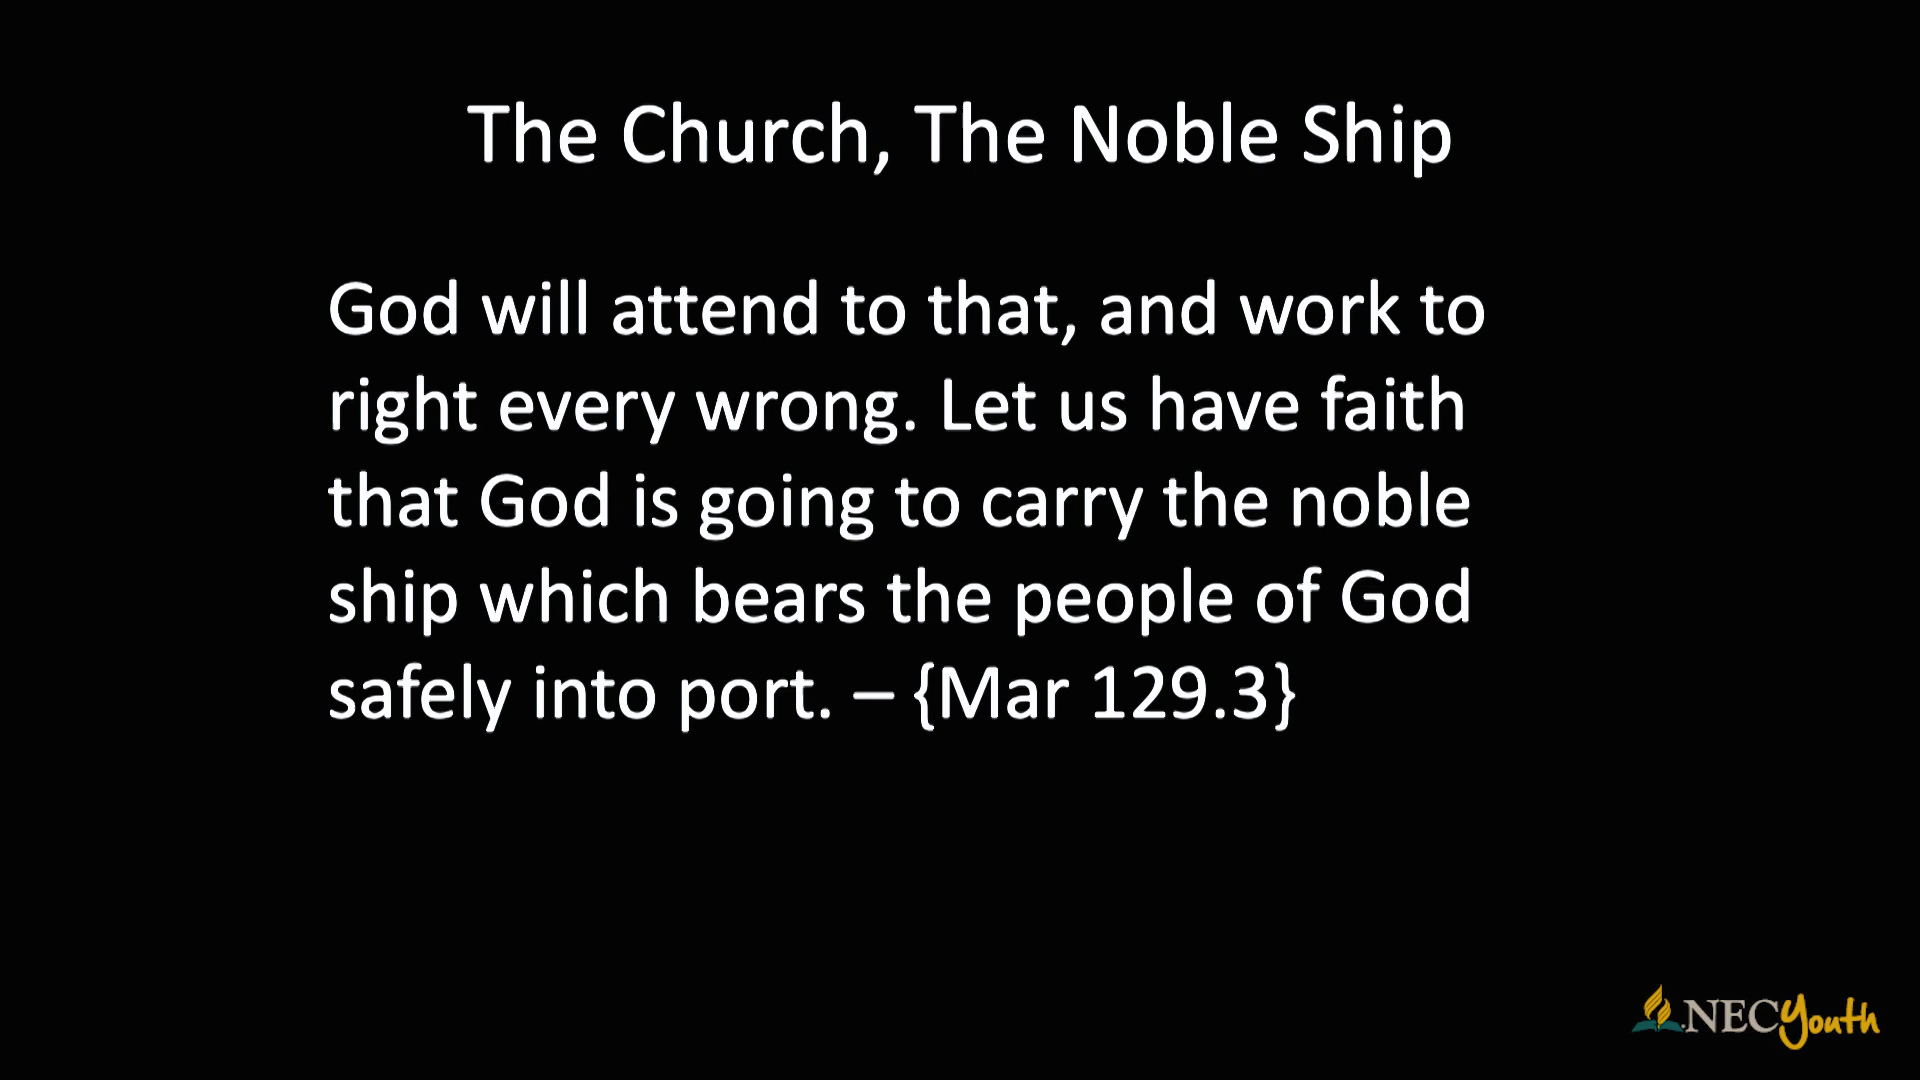 The Church, The Noble Ship
God will attend to that, and work to
right every wrong. Let us have faith
that God is going to carry the noble
ship which bears the people of God
safely into port. – {Mar 129.3}
NECYouth